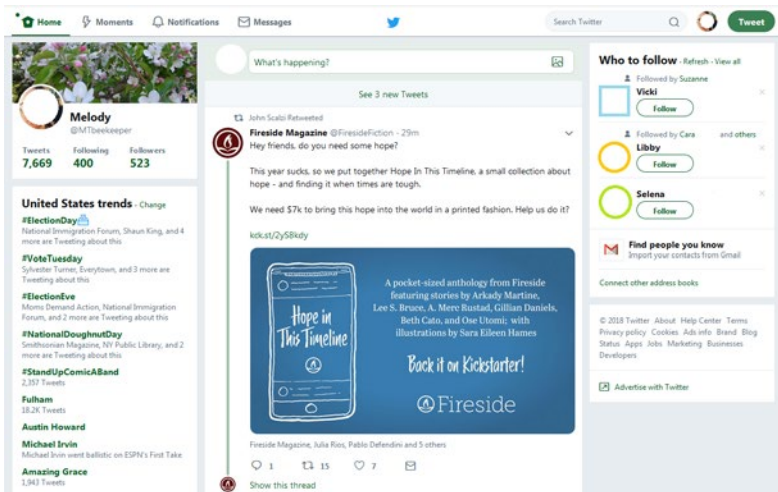 Home
Moments
Notifications
Messages
Search Twitter
Tweet
Melody
@MTbeekeeper
Tweets
Following
Followers
7,669
400
523
United States trends - Change
#ElectionDay
National Immigration Forum, Shaun King, and 4
more are Tweeting about this
#VoteTuesday
Sylvester Turner, Everytown, and 3 more are
Tweeting about this
#ElectionEve
Moms Demand Action, National Immigration
Forum, and 2 more are Tweeting about this
#NationalDoughnutDay
Smithsonian Magazine, NY Public Library, and 2
more are Tweeting about this
#StandUpComicABand
2,357 Tweets
Fulham
18.2K Tweets
Austin Howard
Michael Irvin
Michael Irvin went ballistic on ESPN's First Take
Amazing Grace
1,943 Tweets
What's happening?
See 3 new Tweets
John Scalzi Retweeted
Fireside Magazine @FiresideFiction - 29m
Hey friends, do you need some hope?
This year sucks, so we put together Hope In This Timeline, a small collection about
hope - and finding it when times are tough.
We need $7k to bring this hope into the world in a printed fashion. Help us do it?
kck.st/2yS8kdy
Hope in
This Timeline
A pocket-sized anthology from Fireside
featuring stories by Arkady Martine,
Lee S. Bruce, A. Mere Rustad, Gillian Daniels,
Beth Cato, and Ose Utomi; with
illustrations by Sara Eileen Hames
Back it on Kickstarter!
Fireside
Fireside Magazine, Julia Rios, Pablo Defendini and 5 others
1
15
7
Show this thread
Who to follow - Refresh - View all
Followed by Suzanne
Vicki
Follow
Followed by Cara and others
Libby
Follow
Selena
Follow
Find people you know
Import your contacts from Gmail
Connect other address books
© 2018 Twitter About Help Center Terms
Privacy policy Cookies Ads info Brand Blog
Status Apps Jobs Marketing Businesses
Developers
Advertise with Twitter